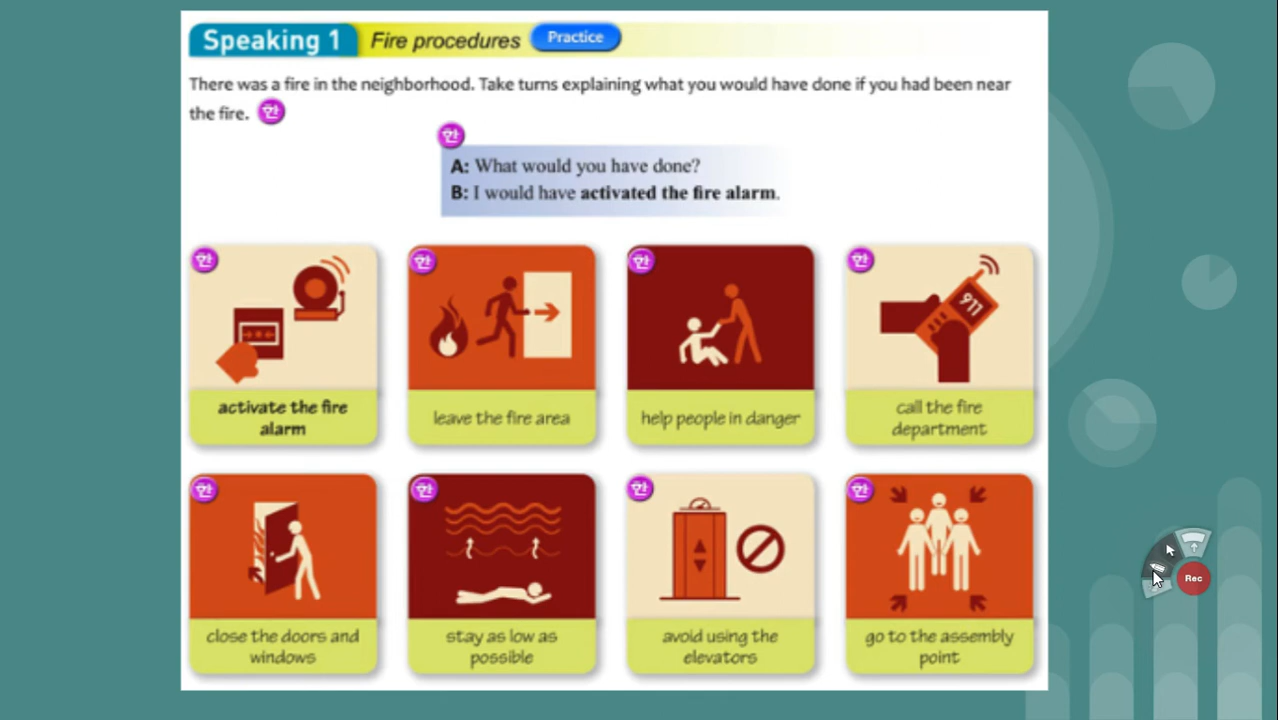 Speaking 1 Fire procedures Practice
There was a fire in the neighborhood. Take turns explaining what you would have done if you had been near
the fire. 한
한
A: What would you have done?
B: I would have activated the fire alarm.
한 한 한 한
911
activate the fire
alarm
leave the fire area
help people in danger
call the fire
department
한 한 한 한
close the doors and
windows
stay as low as
possible
avoid using the
elevators
go to the assembly
point
Rec